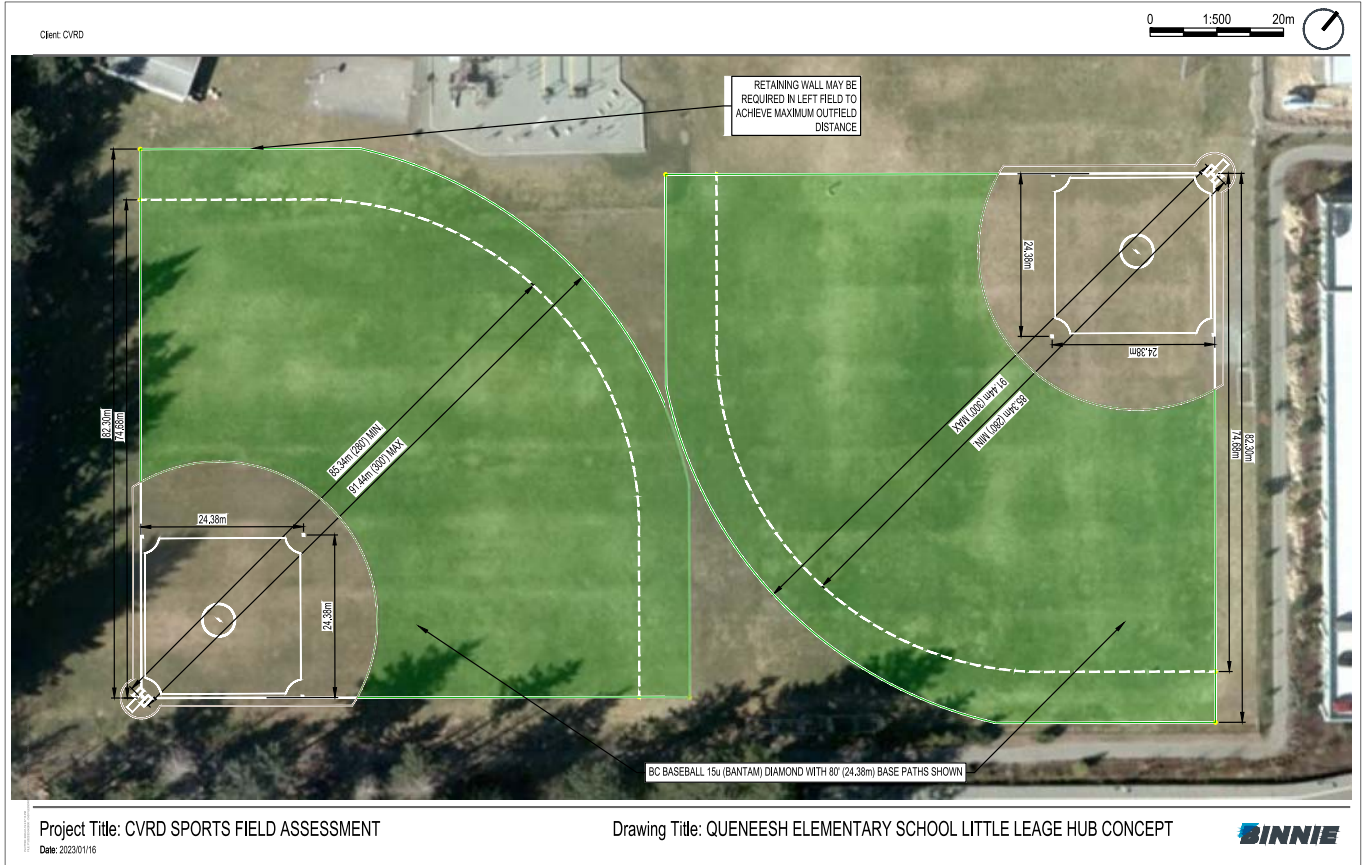 Client: CVRD
0 1:500 20m
RETAINING WALL MAY BE
REQUIRED IN LEFT FIELD TO
ACHIEVE MAXIMUM OUTFIELD
DISTANCE
82.30m
74.68m
85.34m (280') MIN.
91.44m (300') MAX
24.38m
24.38m
24.38m
24.38m
91.44m (300') MAX
85.34m (280') MIN.
82.30m
74.68m
BC BASEBALL 15u (BANTAM) DIAMOND WITH 80' (24.38m) BASE PATHS SHOWN
Project Title: CVRD SPORTS FIELD ASSESSMENT
Drawing Title: QUENEESH ELEMENTARY SCHOOL LITTLE LEAGE HUB CONCEPT
BINNIE
Date: 2023/01/16